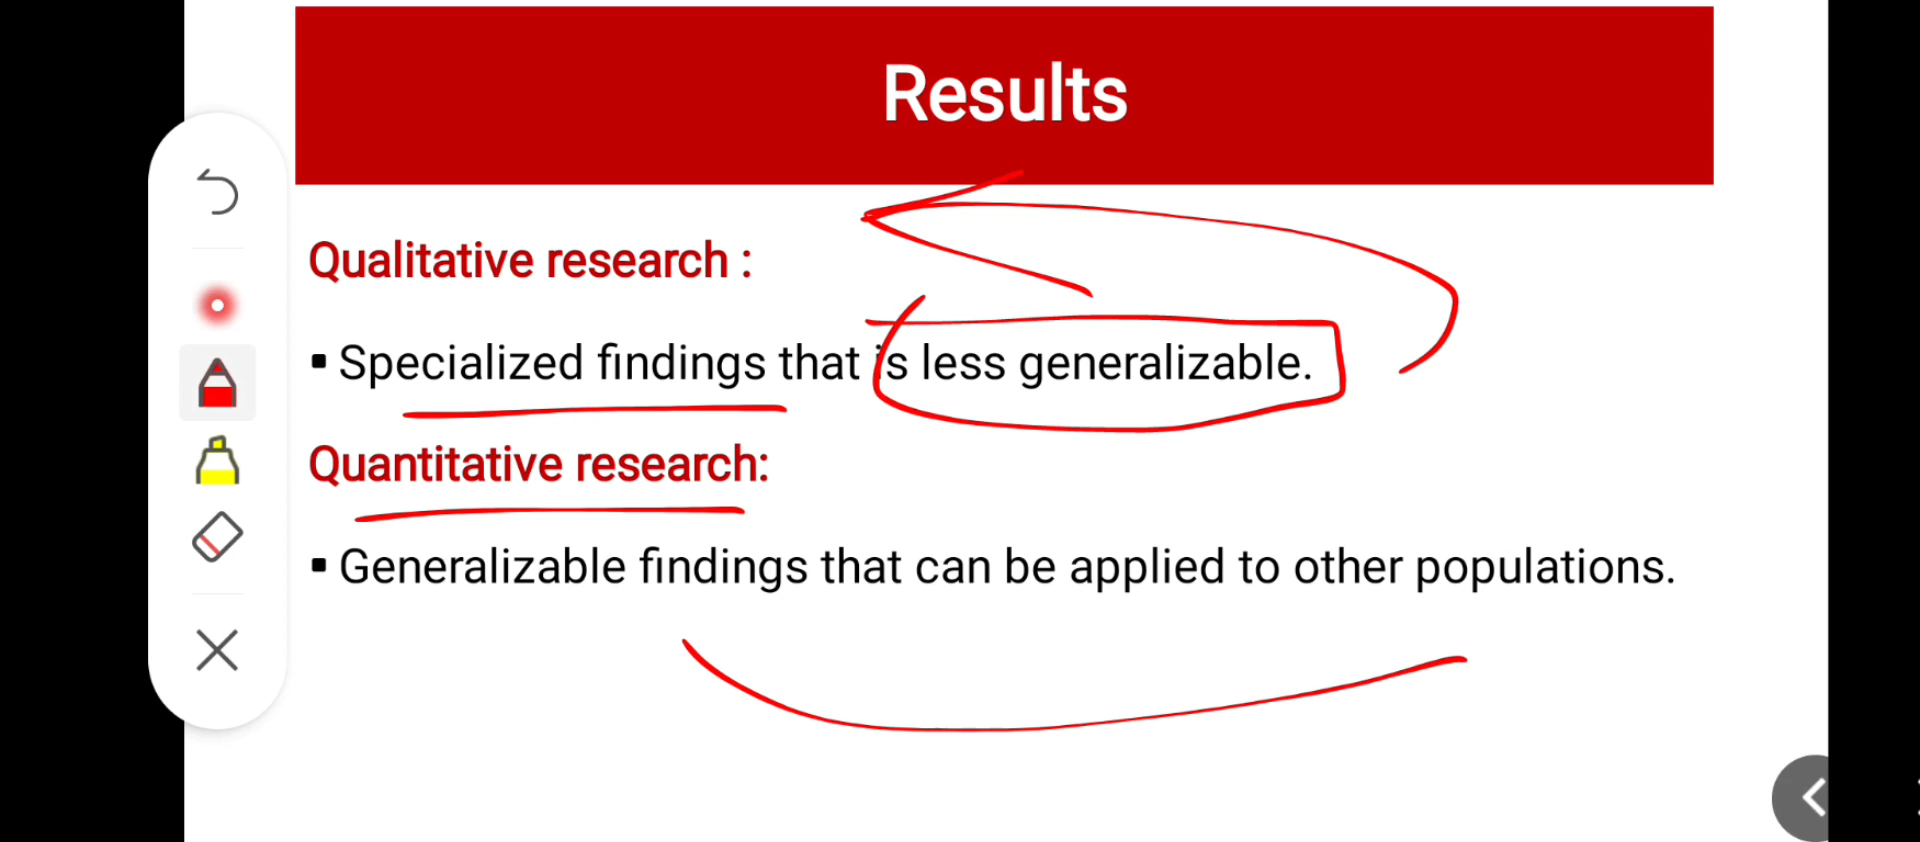 Results
Qualitative research :
▪ Specialized findings that is less generalizable.
Quantitative research:
▪ Generalizable findings that can be applied to other populations.